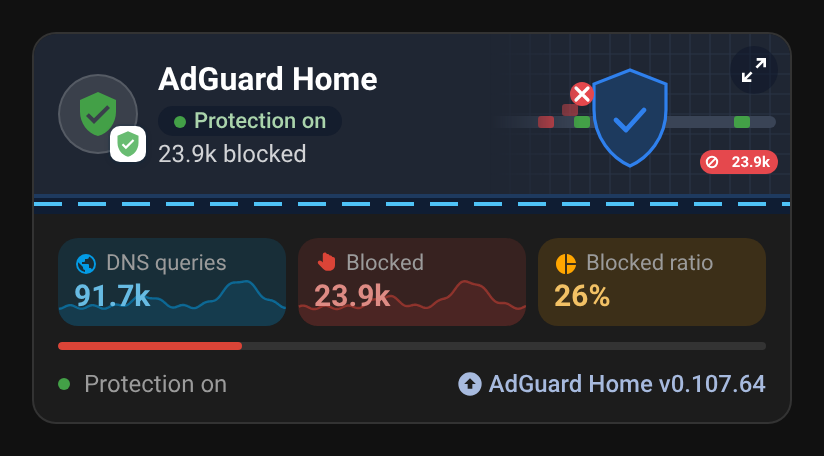 AdGuard Home
Protection on
23.9k blocked
23.9k
DNS queries
91.7k
Blocked
23.9k
Blocked ratio
26%
Protection on
AdGuard Home v0.107.64